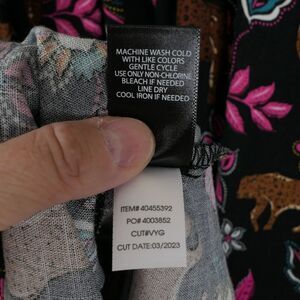 MACHINE WASH COLD
WITH LIKE COLORS
GENTLE CYCLE
USE ONLY NON-CHLORINE
BLEACH IF NEEDED
LINE DRY
COOL IRON IF NEEDED
ITEM# 40455392
PO# 4003852
CUT#VYG
CUT DATE:03/2023